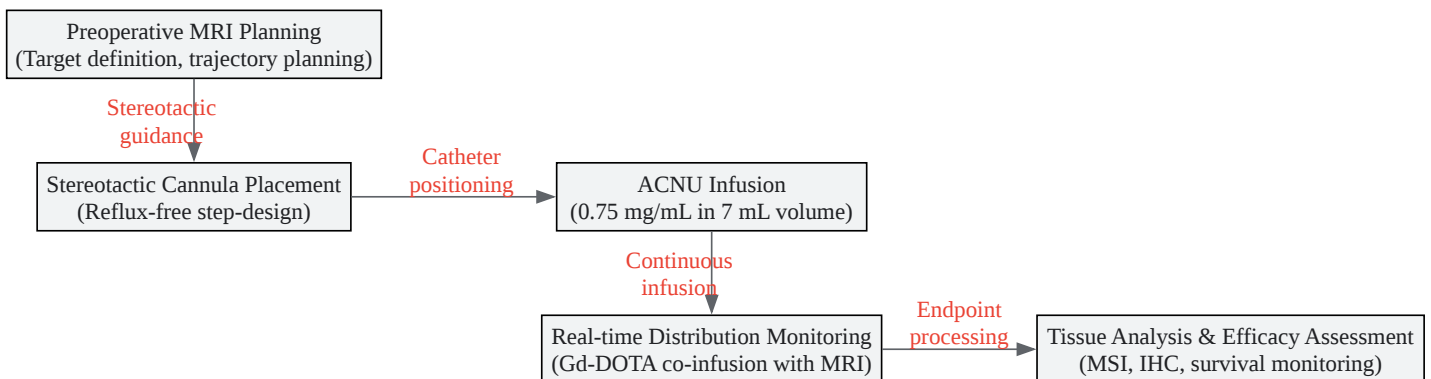 Preoperative MRI Planning
(Target definition, trajectory planning)
Stereotactic
guidance
Stereotactic Cannula Placement
(Reflux-free step-design)
Catheter
positioning
ACNU Infusion
(0.75 mg/mL in 7 mL volume)
Continuous
infusion
Real-time Distribution Monitoring
(Gd-DOTA co-infusion with MRI)
Endpoint
processing
Tissue Analysis & Efficacy Assessment
(MSI, IHC, survival monitoring)